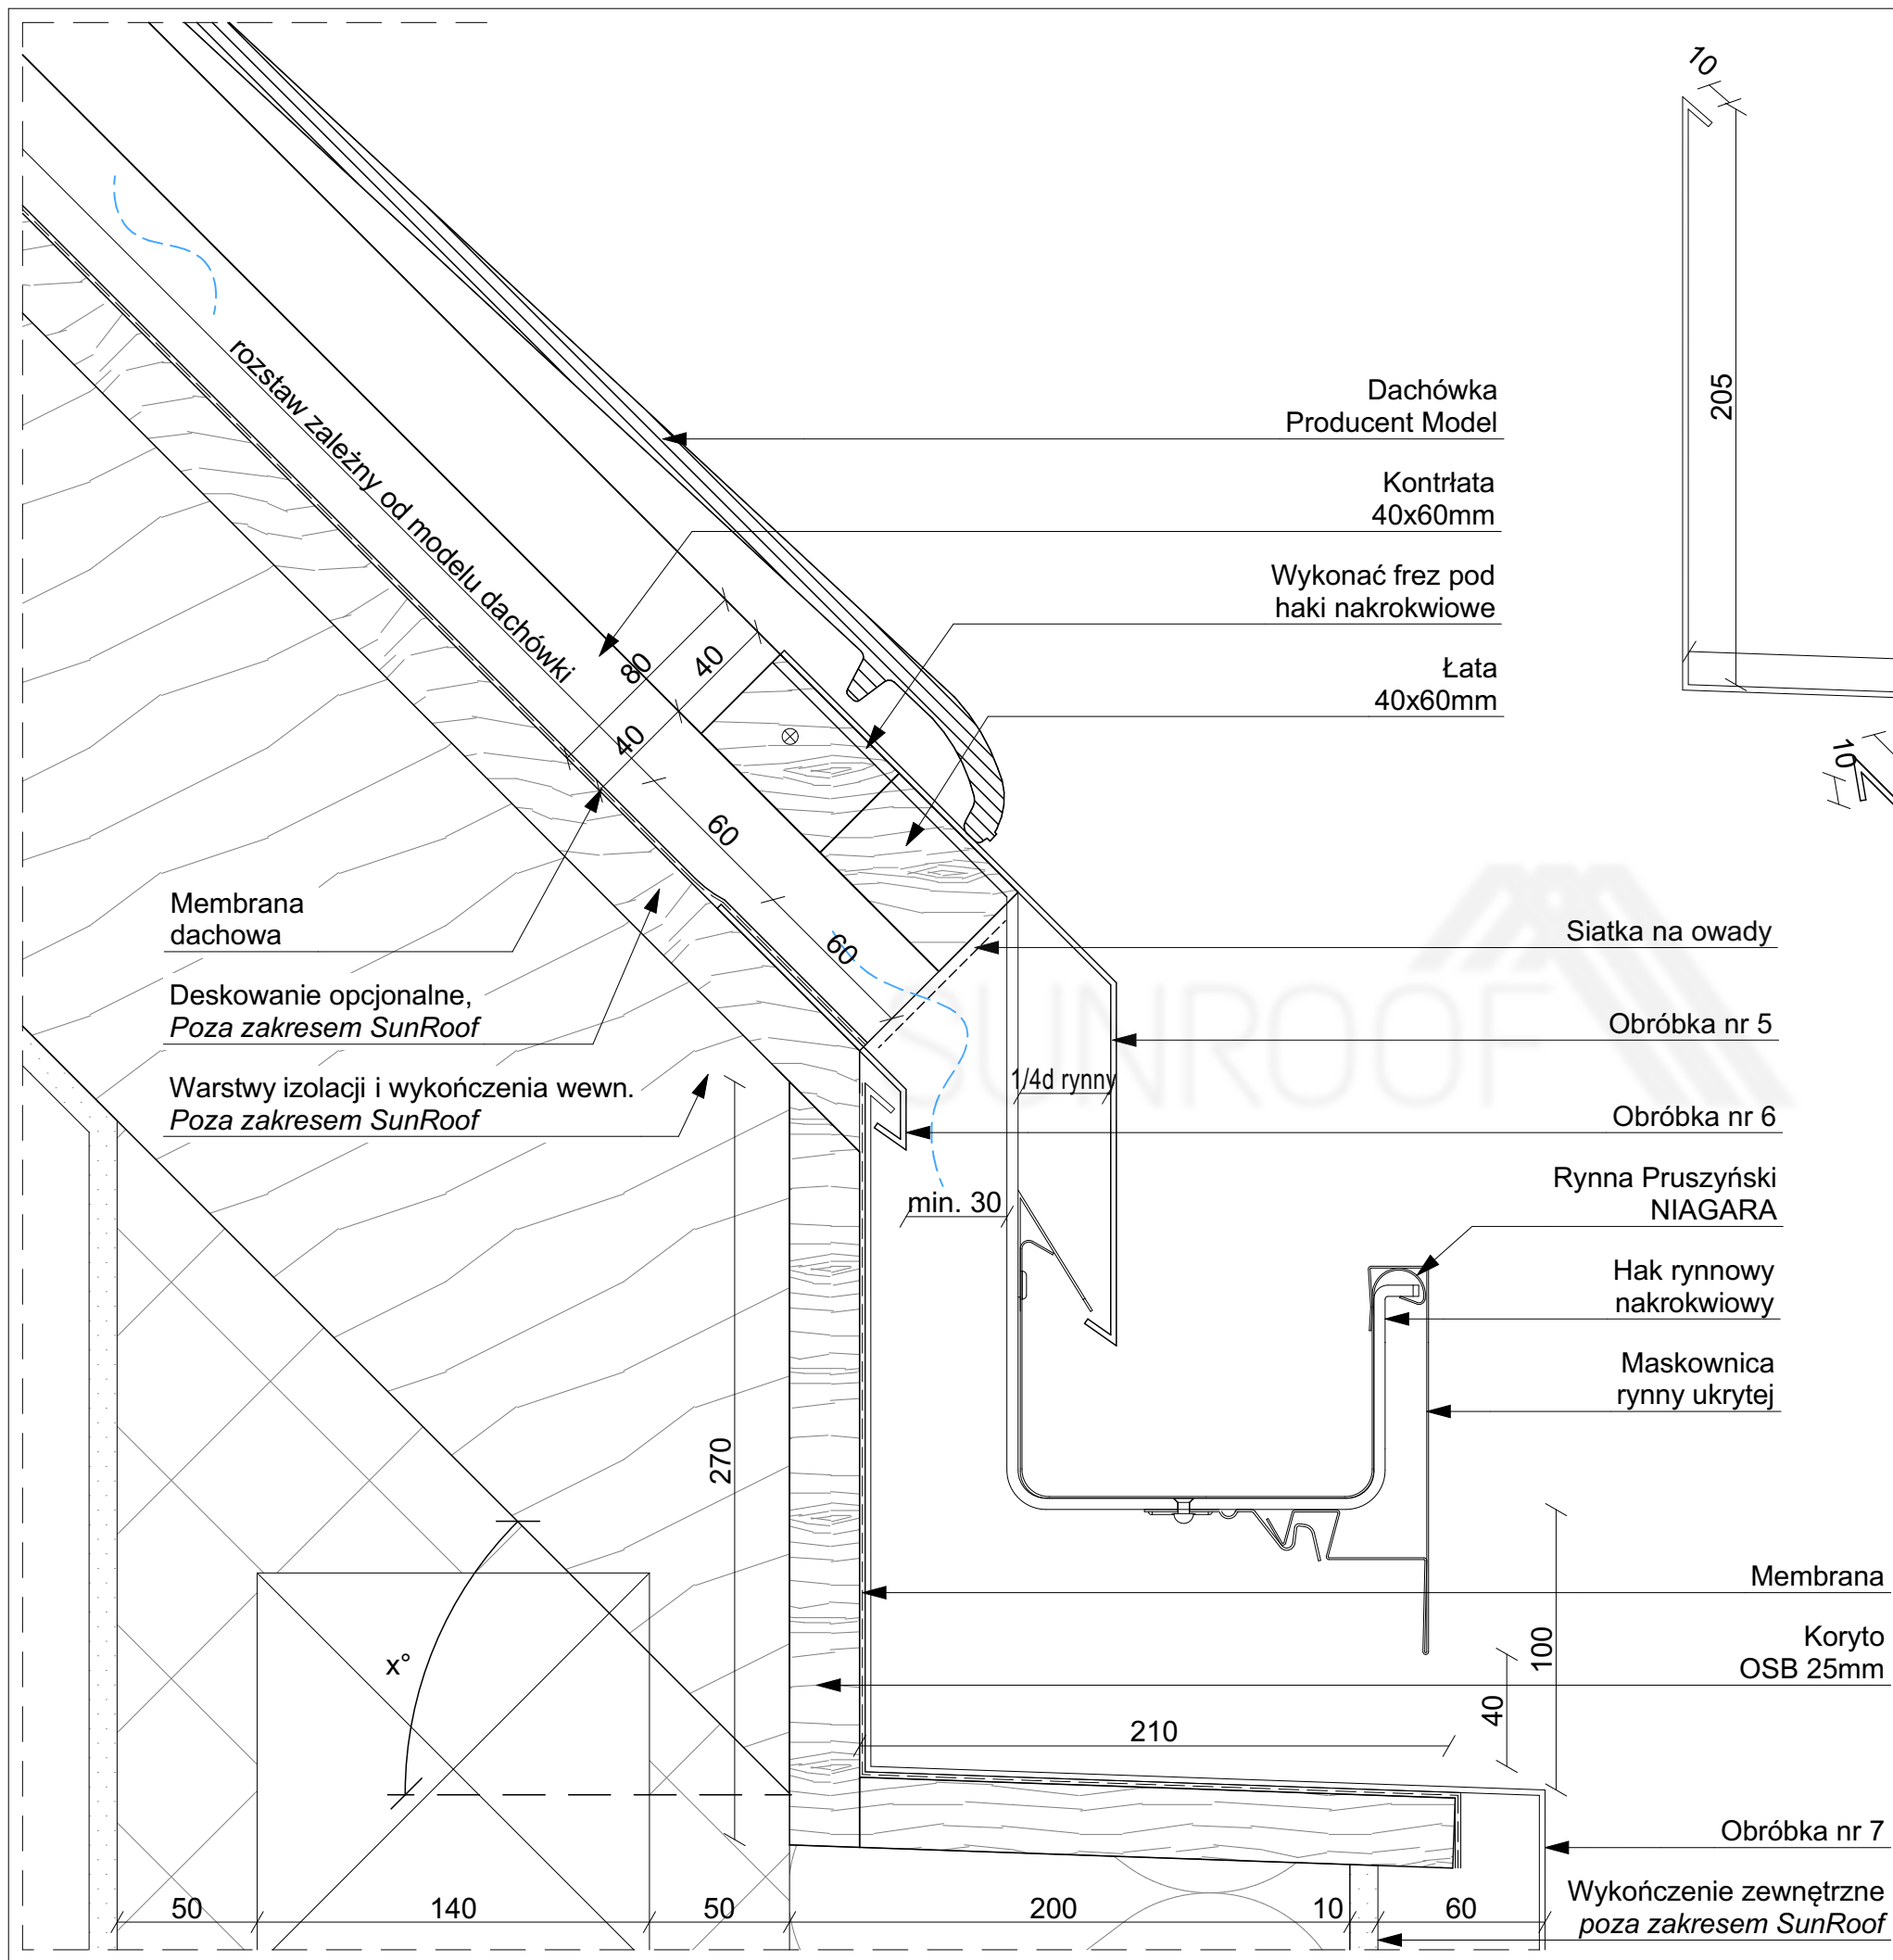 10
205
10
Dachówka
Producent Model
Kontrłata
40x60mm
Wykonać frez pod
haki nakrokwiowe
Łata
40x60mm
rozstaw zależny od modelu dachówki
80
40
40
60
60
Membrana
dachowa
Deskowanie opcjonalne,
Poza zakresem SunRoof
Warstwy izolacji i wykończenia wewn.
Poza zakresem SunRoof
SUNROOF
Siatka na owady
Obróbka nr 5
1/4d rynny
Obróbka nr 6
min. 30
Rynna Pruszyński
NIAGARA
Hak rynnowy
nakrokwiowy
Maskownica
rynny ukrytej
270
Membrana
Koryto
OSB 25mm
100
40
x°
210
Obróbka nr 7
Wykończenie zewnętrzne
poza zakresem SunRoof
50
140
50
200
10
60